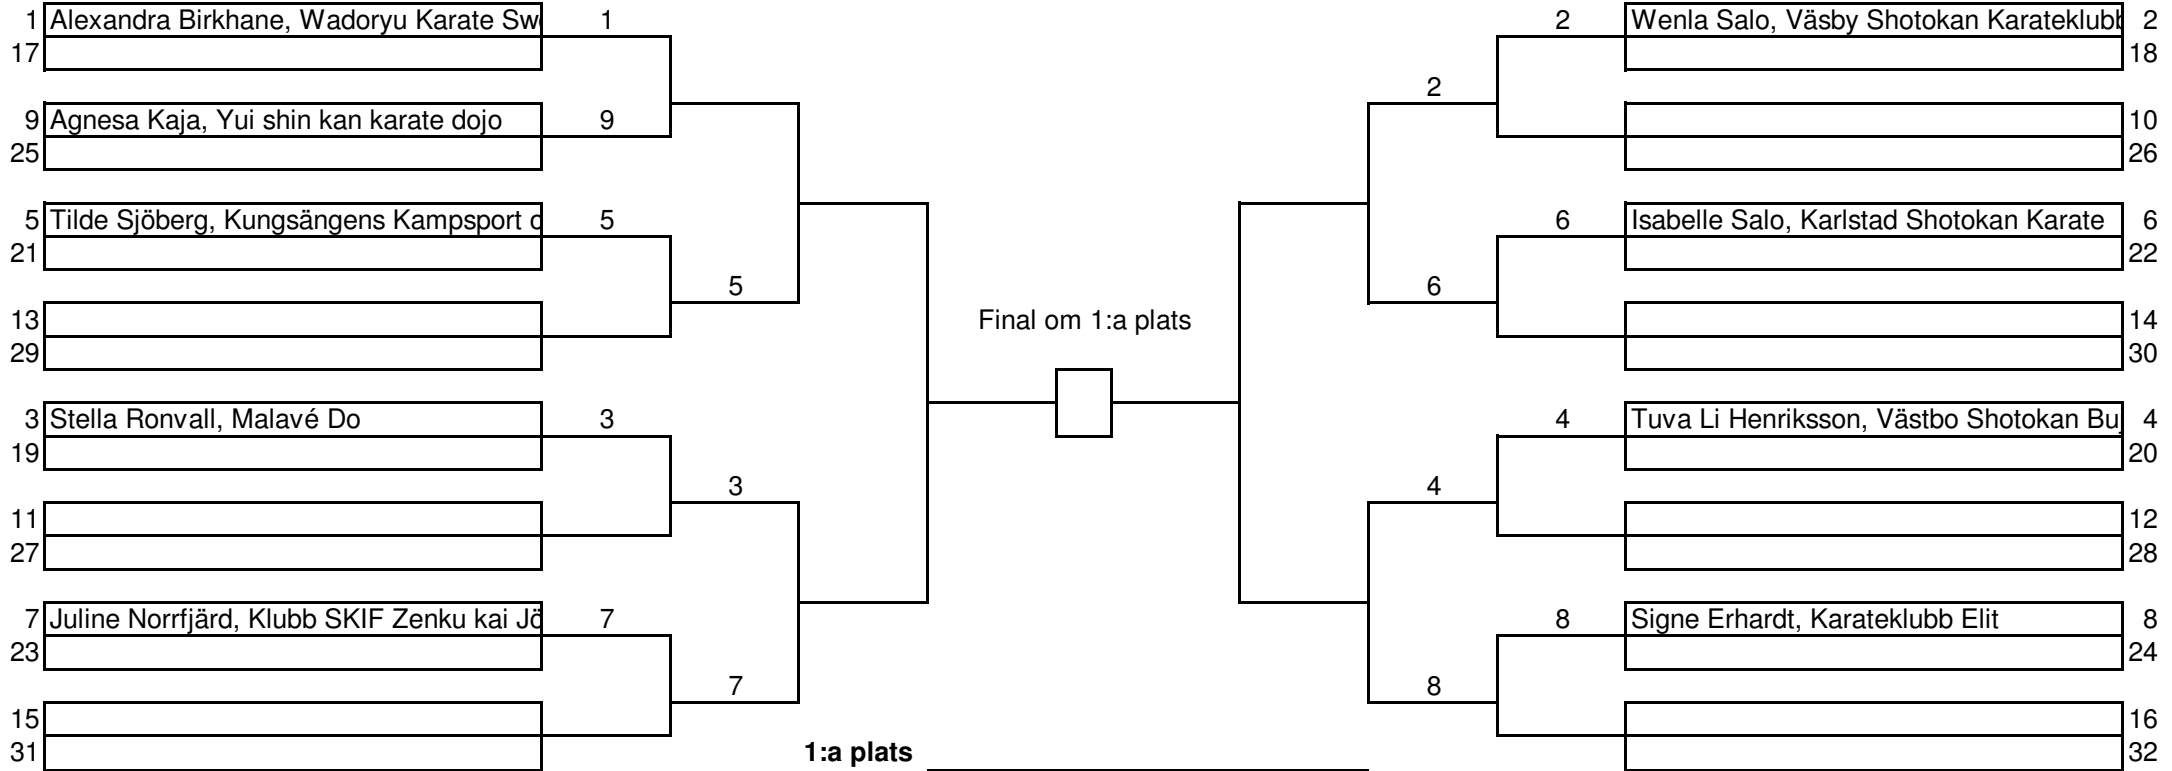 1 Alexandra Birkhane, Wadoryu Karate 1 2 Wenla Salo, Väsby Shotokan Karateklubb 2
17 18
2
9 Agnesa Kaja, Yui shin kan karate dojo 9 10
25 26
5 Tilde Sjöberg, Kungsängens Kampsport 5 6 Isabelle Salo, Karlstad Shotokan Karate 6
21 22
5 6
13 Final om 1:a plats 14
29 30
3 Stella Ronvall, Malavé Do 3 4 Tuva Li Henriksson, Västbo Shotokan 4
19 20
3 4
11 12
27 28
7 Juline Norrfjärd, Klubb SKIF Zenku kai 7 8 Signe Erhardt, Karateklubb Elit 8
23 24
7 8
15 16
31 1:a plats 32